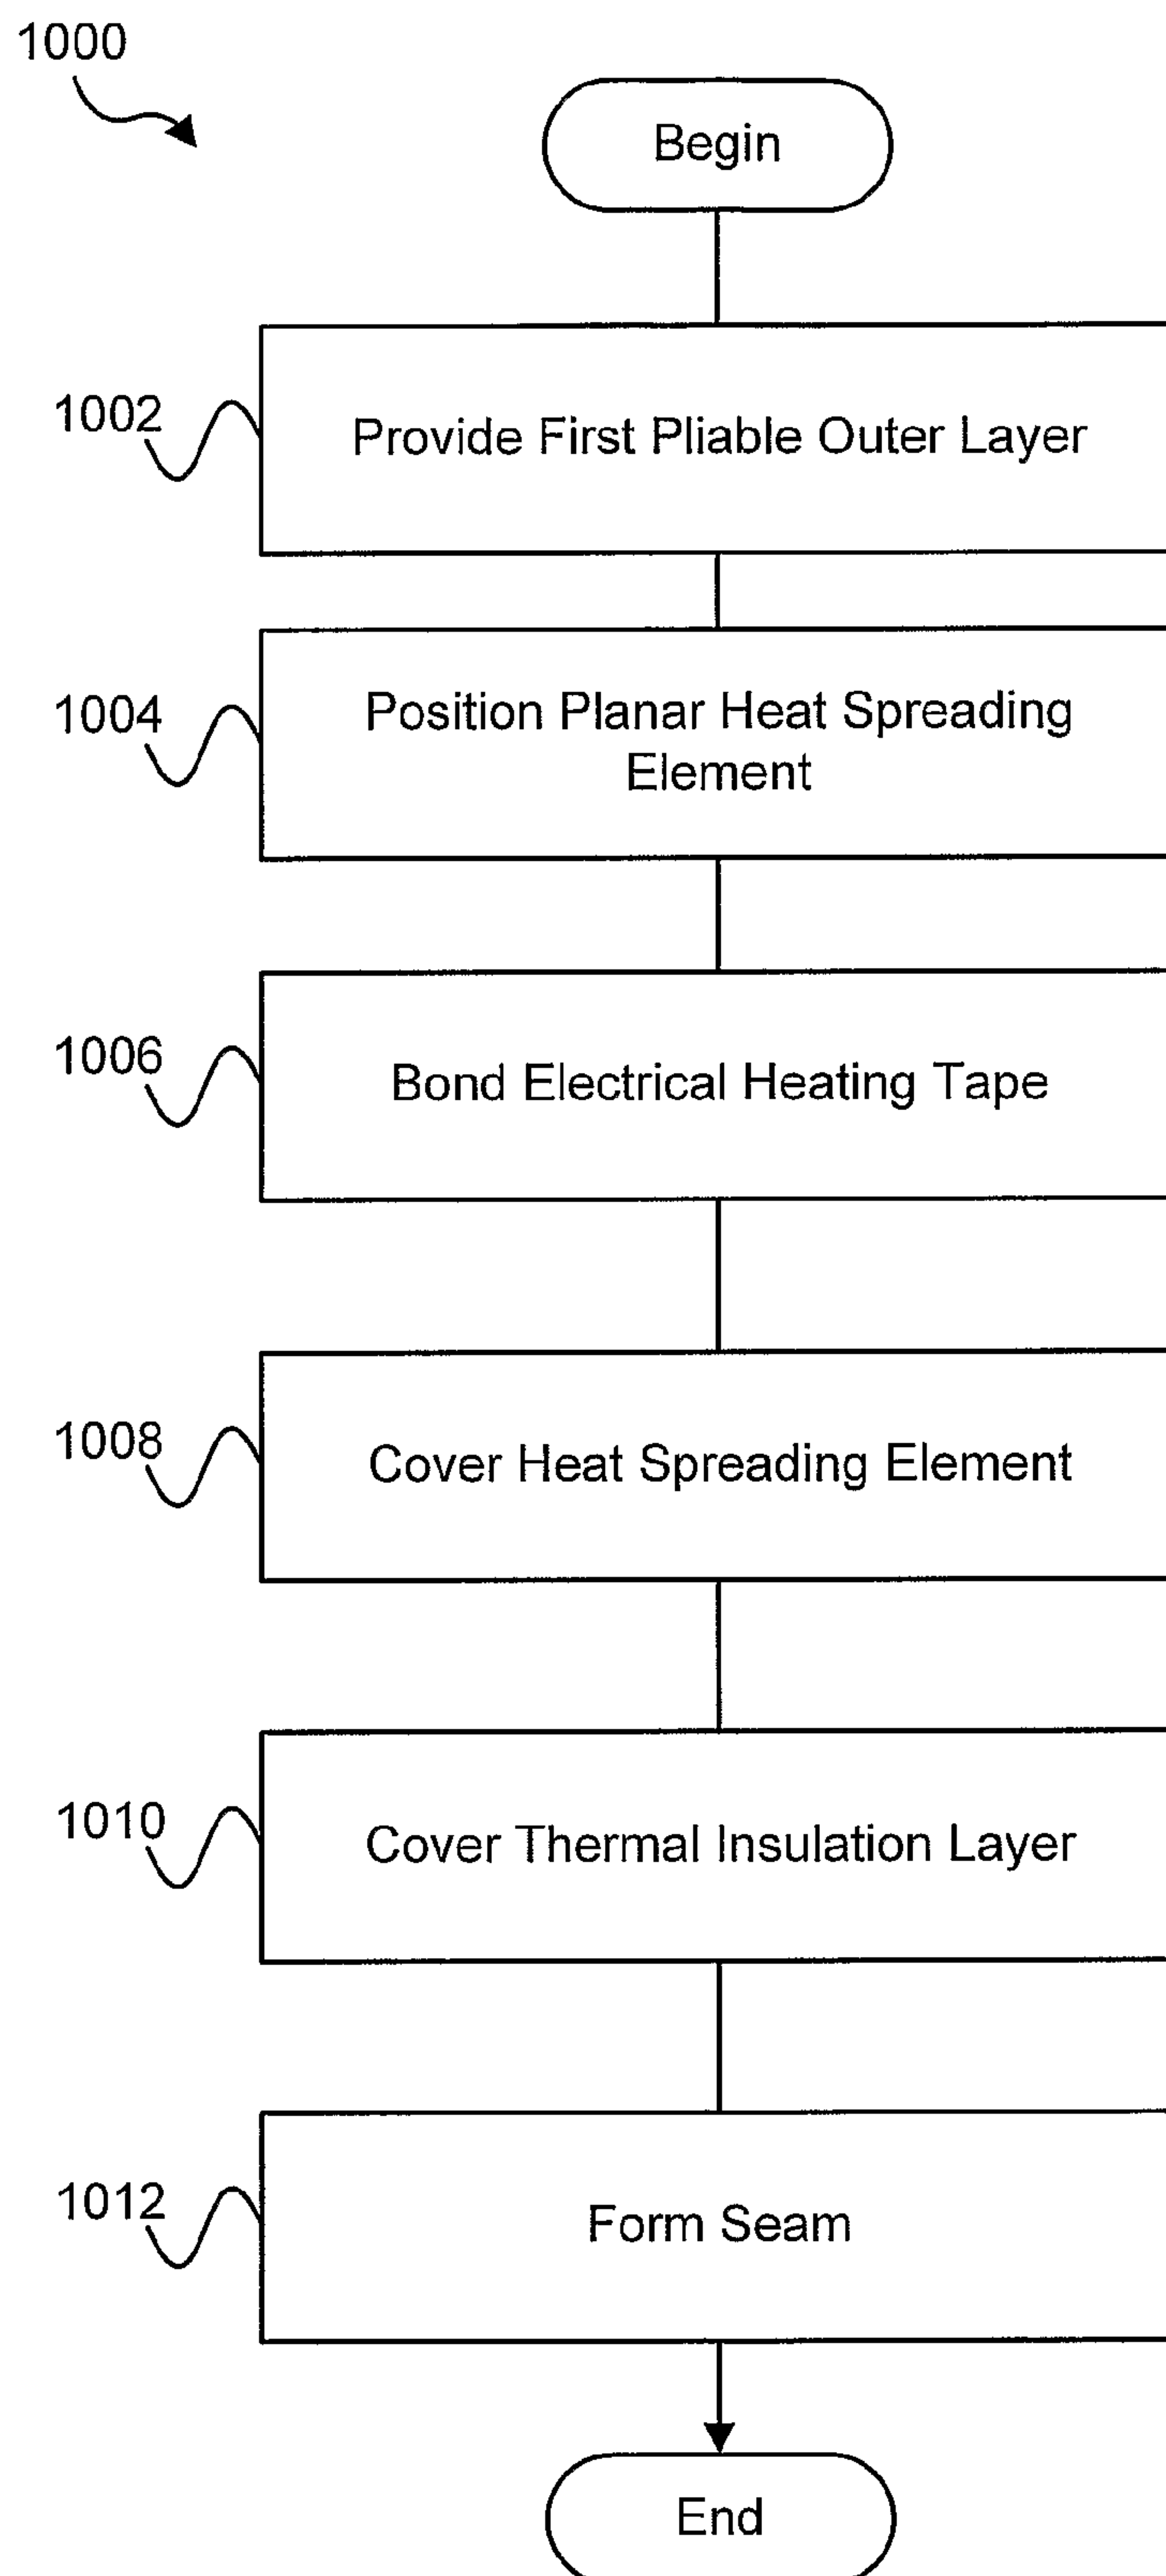 1000
Begin
1002
Provide First Pliable Outer Layer
1004
Position Planar Heat Spreading
Element
1006
Bond Electrical Heating Tape
1008
Cover Heat Spreading Element
1010
Cover Thermal Insulation Layer
1012
Form Seam
End